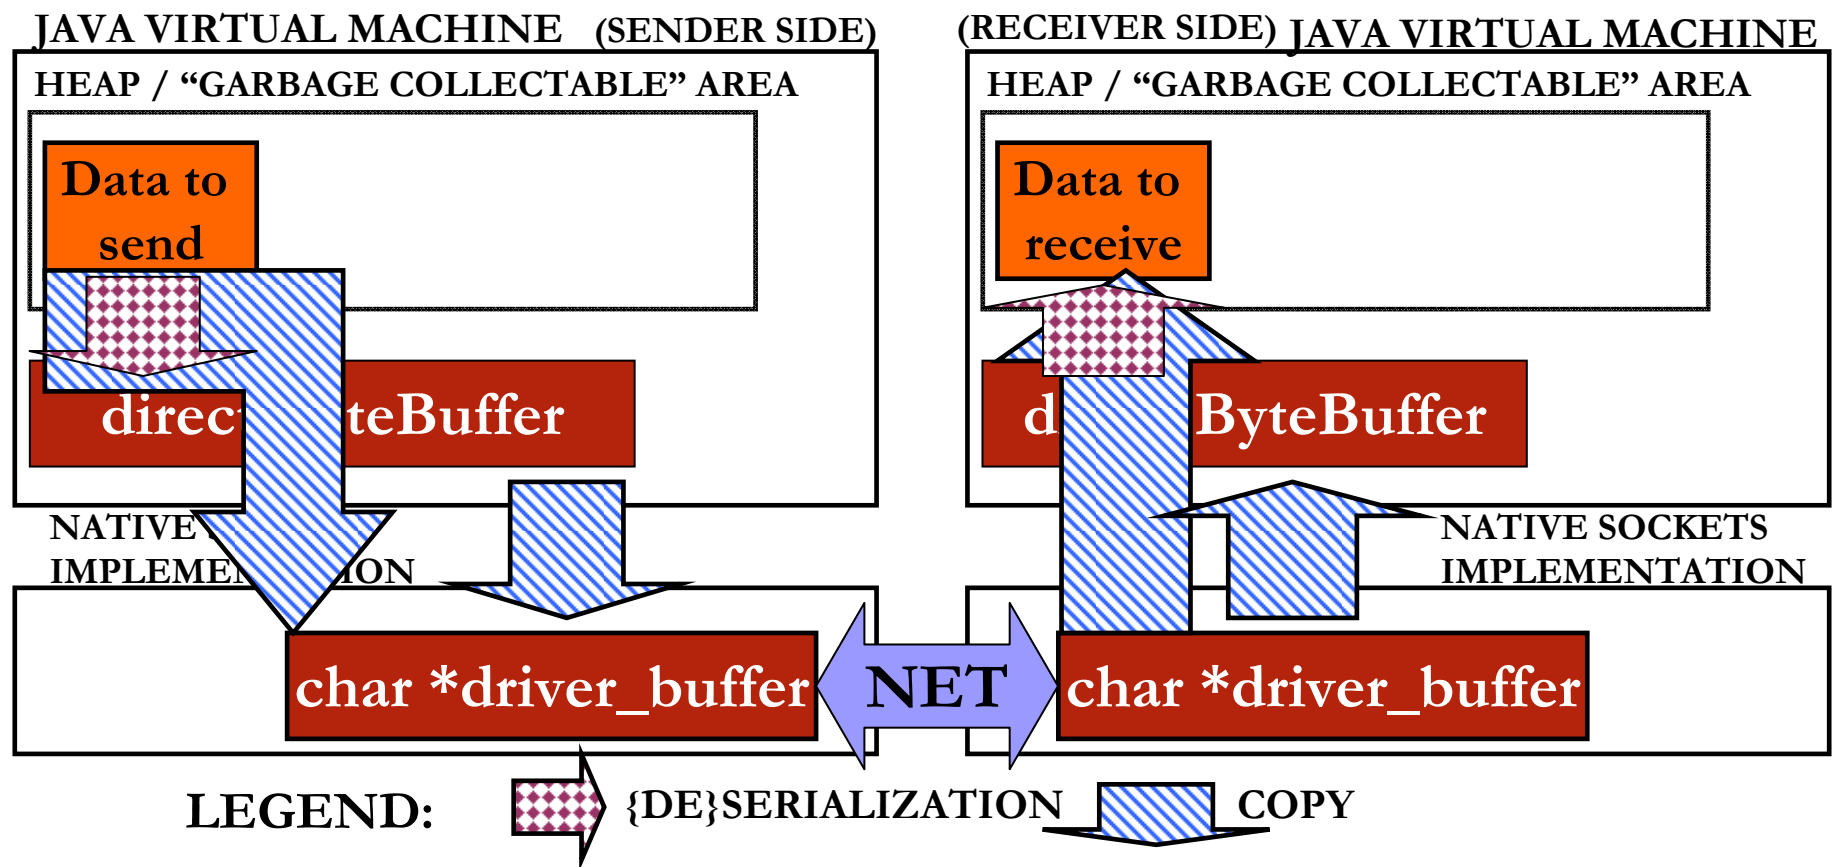 JAVA VIRTUAL MACHINE (SENDER SIDE)
HEAP / “GARBAGE COLLECTABLE” AREA
Data to
send
direc teBuffer
NATIVE
IMPLEMEN ION
char *driver_buffer
NET
(RECEIVER SIDE) JAVA VIRTUAL MACHINE
HEAP / “GARBAGE COLLECTABLE” AREA
Data to
receive
d ByteBuffer
NATIVE SOCKETS
IMPLEMENTATION
char *driver_buffer
LEGEND: {DE}SERIALIZATION COPY